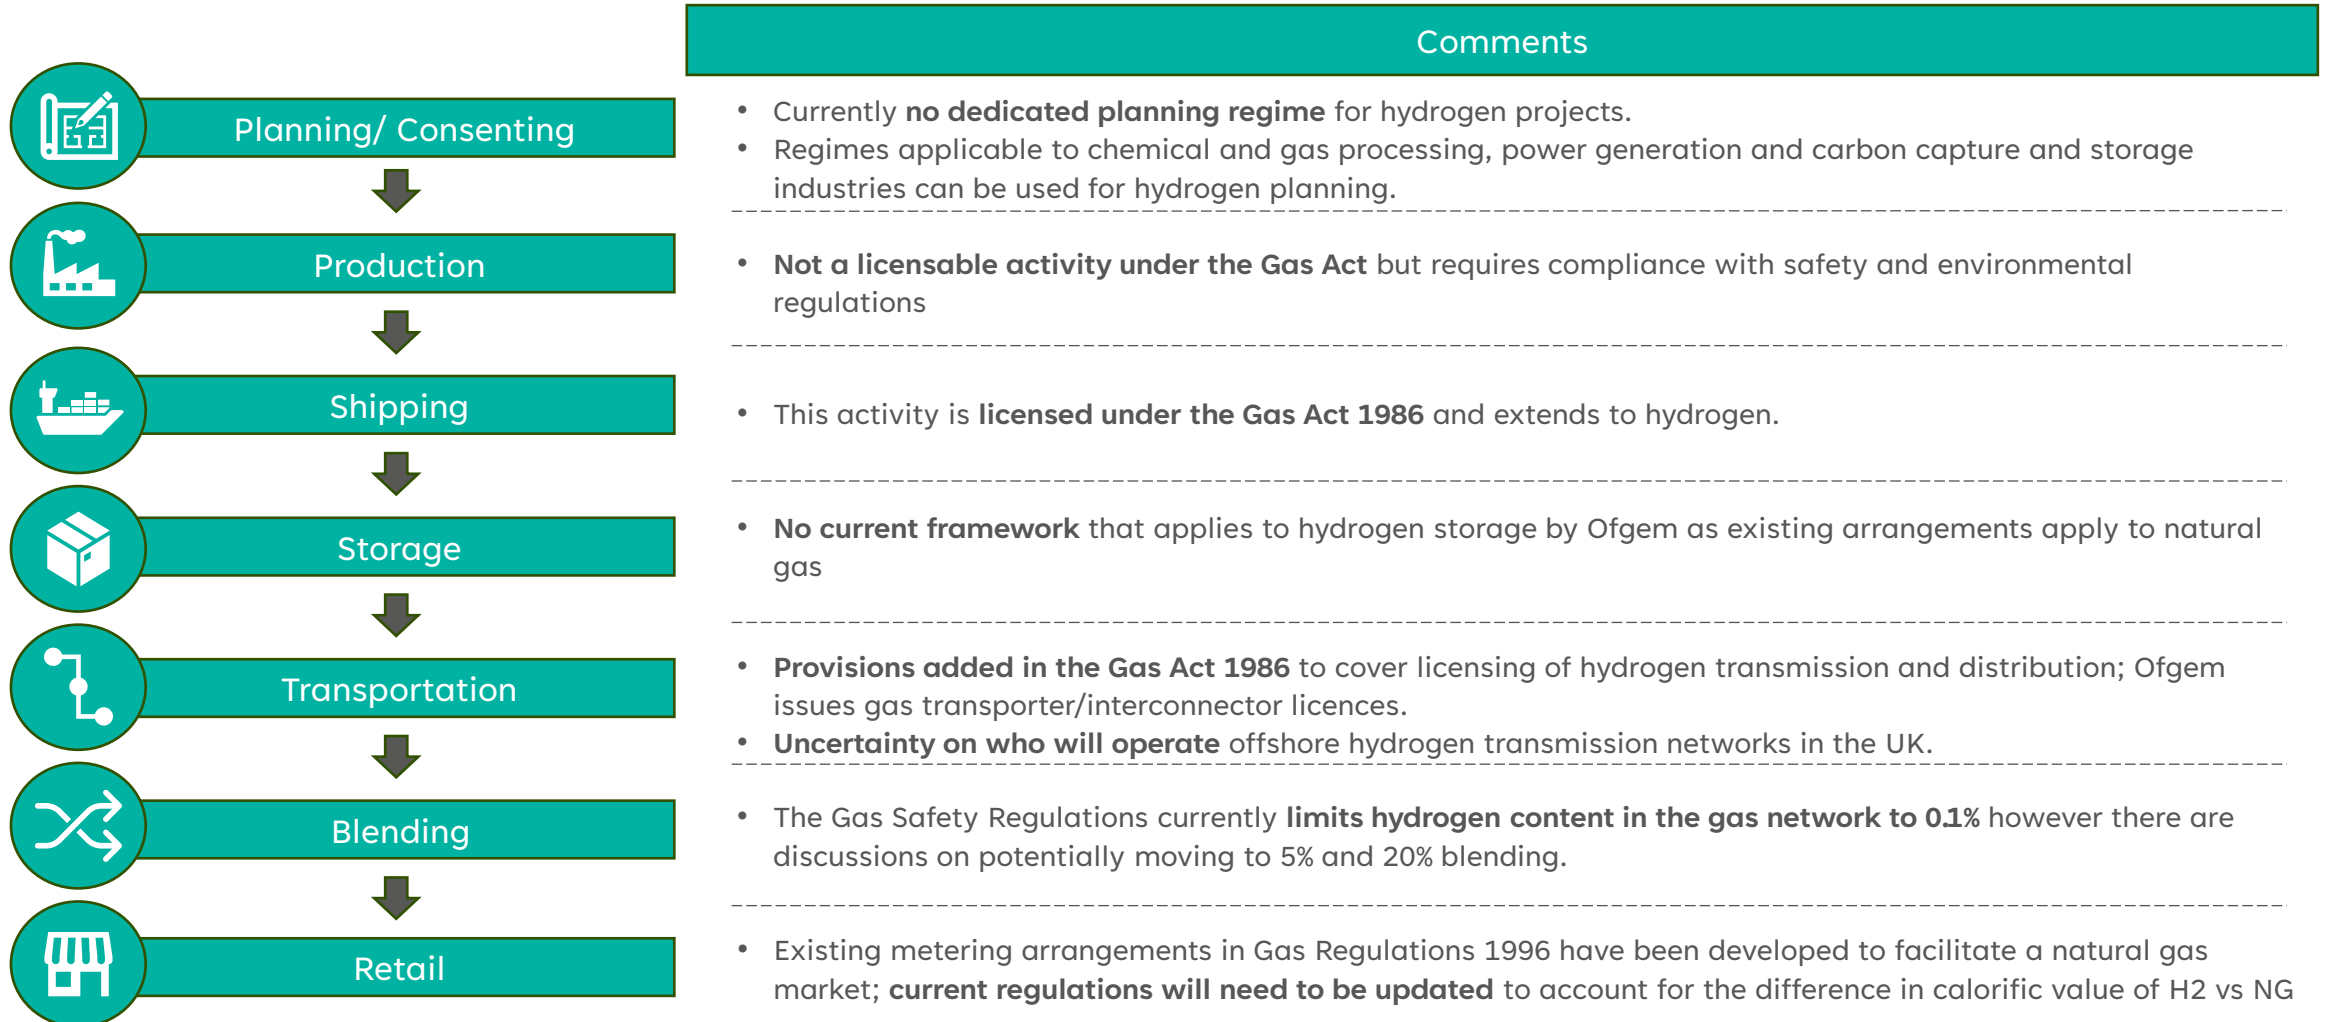 Comments
Planning/ Consenting
• Currently no dedicated planning regime for hydrogen projects.
• Regimes applicable to chemical and gas processing, power generation and carbon capture and storage
industries can be used for hydrogen planning.
Production
• Not a licensable activity under the Gas Act but requires compliance with safety and environmental
regulations
Shipping
• This activity is licensed under the Gas Act 1986 and extends to hydrogen.
Storage
• No current framework that applies to hydrogen storage by Ofgem as existing arrangements apply to natural
gas
Transportation
• Provisions added in the Gas Act 1986 to cover licensing of hydrogen transmission and distribution; Ofgem
issues gas transporter/interconnector licences.
• Uncertainty on who will operate offshore hydrogen transmission networks in the UK.
Blending
• The Gas Safety Regulations currently limits hydrogen content in the gas network to 0.1% however there are
discussions on potentially moving to 5% and 20% blending.
Retail
• Existing metering arrangements in Gas Regulations 1996 have been developed to facilitate a natural gas
market; current regulations will need to be updated to account for the difference in calorific value of H2 vs NG